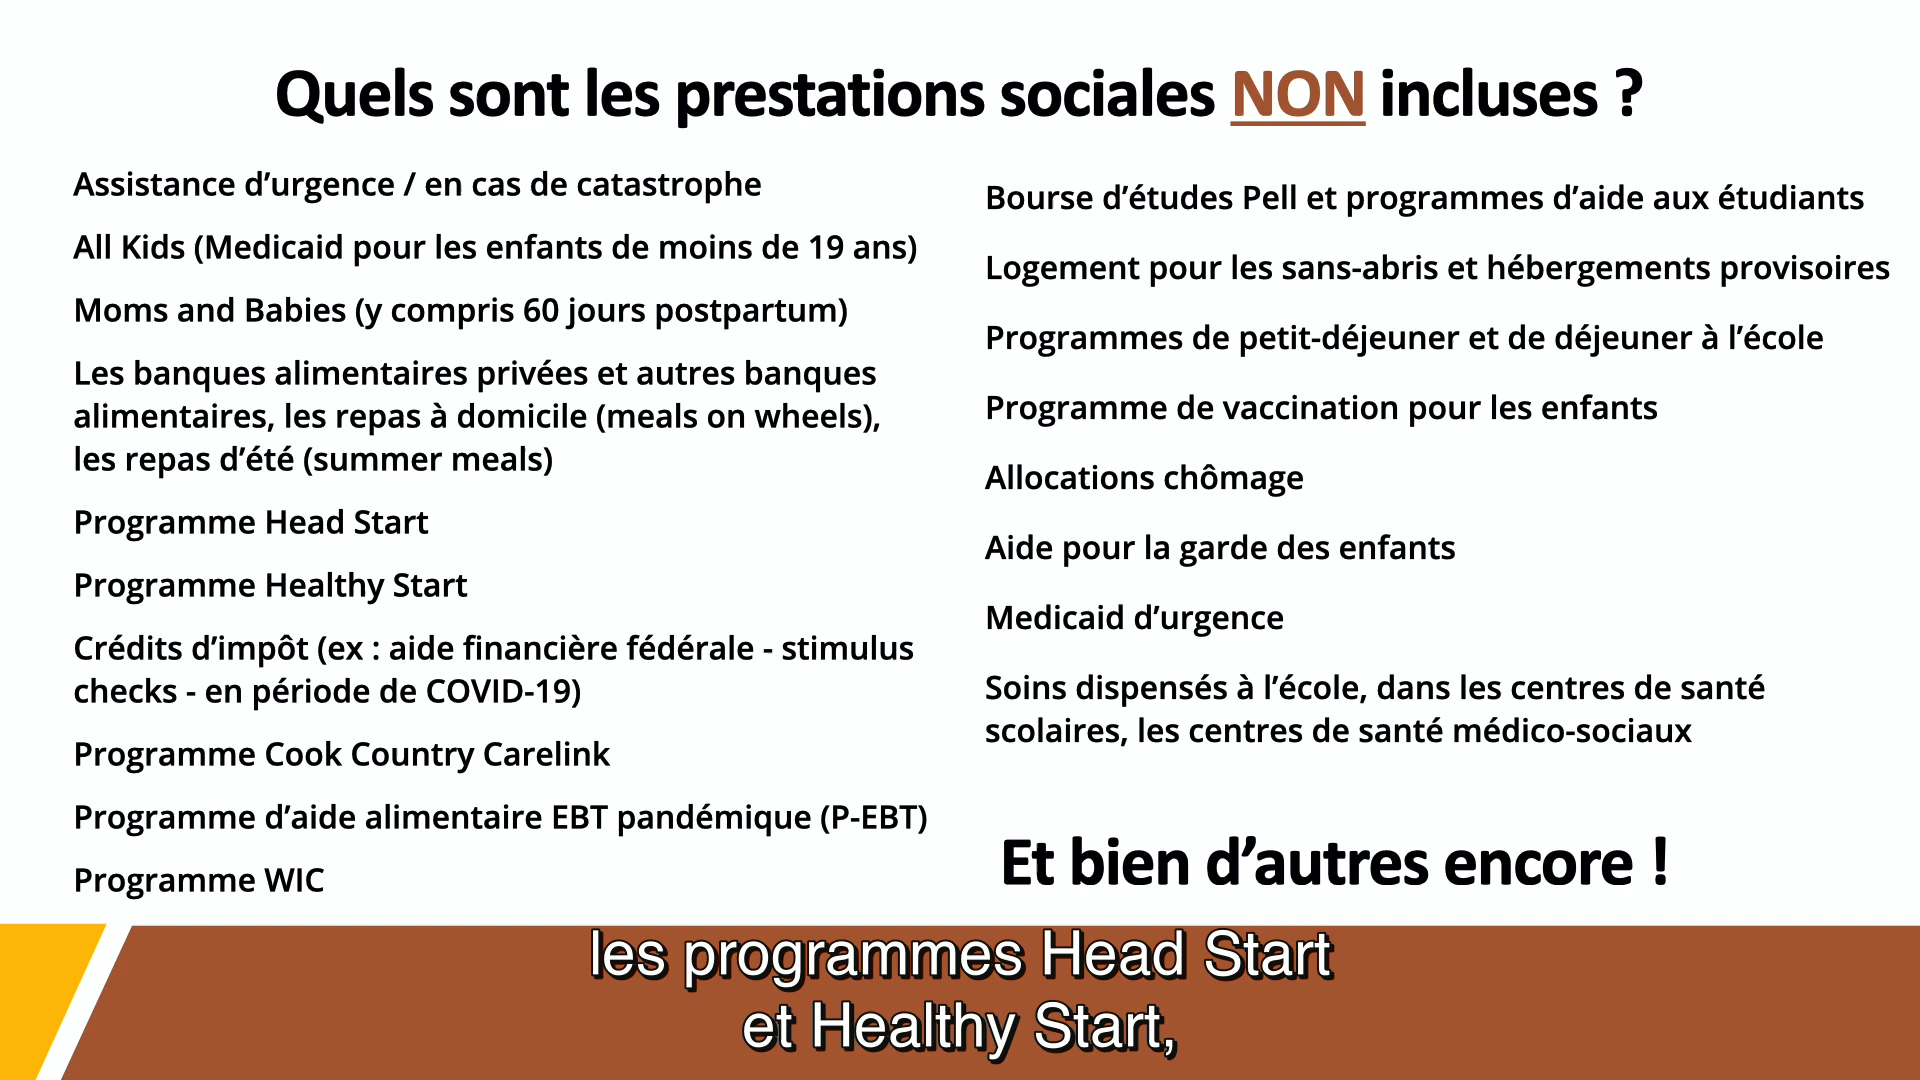 Quels sont les prestations sociales NON incluses ?
Assistance d’urgence / en cas de catastrophe
All Kids (Medicaid pour les enfants de moins de 19 ans)
Moms and Babies (y compris 60 jours postpartum)
Les banques alimentaires privées et autres banques
alimentaires, les repas à domicile (meals on wheels),
les repas d’été (summer meals)
Programme Head Start
Programme Healthy Start
Crédits d’impôt (ex : aide financière fédérale - stimulus
checks - en période de COVID-19)
Programme Cook Country Carelink
Programme d’aide alimentaire EBT pandémique (P-EBT)
Programme WIC
Bourse d’études Pell et programmes d’aide aux étudiants
Logement pour les sans-abris et hébergements provisoires
Programmes de petit-déjeuner et de déjeuner à l’école
Programme de vaccination pour les enfants
Allocations chômage
Aide pour la garde des enfants
Medicaid d’urgence
Soins dispensés à l’école, dans les centres de santé
scolaires, les centres de santé médico-sociaux
Et bien d’autres encore !
les programmes Head Start
et Healthy Start,